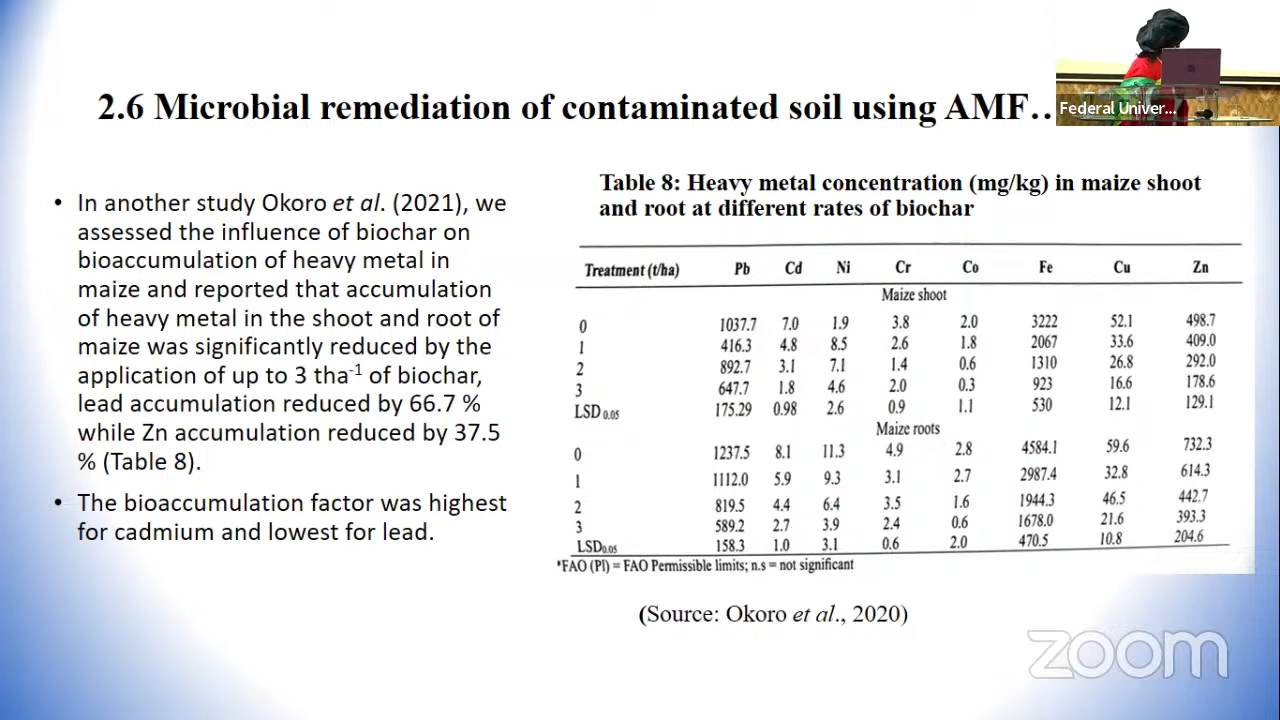 2.6 Microbial remediation of contaminated soil using AMF…
Federal Univer...
• In another study Okoro et al. (2021), we
assessed the influence of biochar on
bioaccumulation of heavy metal in
maize and reported that accumulation
of heavy metal in the shoot and root of
maize was significantly reduced by the
application of up to 3 tha-1 of biochar,
lead accumulation reduced by 66.7 %
while Zn accumulation reduced by 37.5
% (Table 8).
• The bioaccumulation factor was highest
for cadmium and lowest for lead.
Table 8: Heavy metal concentration (mg/kg) in maize shoot
and root at different rates of biochar
Treatment (t/ha) Pb Cd Ni Cr Co Fe Cu Zn
Maize shoot
0 1037.7 7.0 1.9 3.8 2.0 3222 52.1 498.7
1 416.3 4.8 8.5 2.6 1.8 2067 33.6 409.0
2 892.7 3.1 7.1 1.4 0.6 1310 26.8 292.0
3 647.7 1.8 4.6 2.0 0.3 923 16.6 178.6
LSD 0.05 175.29 0.98 2.6 0.9 1.1 530 12.1 129.1
Maize roots
0 1237.5 8.1 11.3 4.9 2.8 4584.1 59.6 732.3
1 1112.0 5.9 9.3 3.1 2.7 2987.4 32.8 614.3
2 819.5 4.4 6.4 3.5 1.6 1944.3 46.5 442.7
3 589.2 2.7 3.9 2.4 0.6 1678.0 21.6 393.3
LSD0.05 158.3 1.0 3.1 0.6 2.0 470.5 10.8 204.6
*FAO (Pl) = FAO Permissible limits; n.s = not significant
(Source: Okoro et al., 2020)
zoom